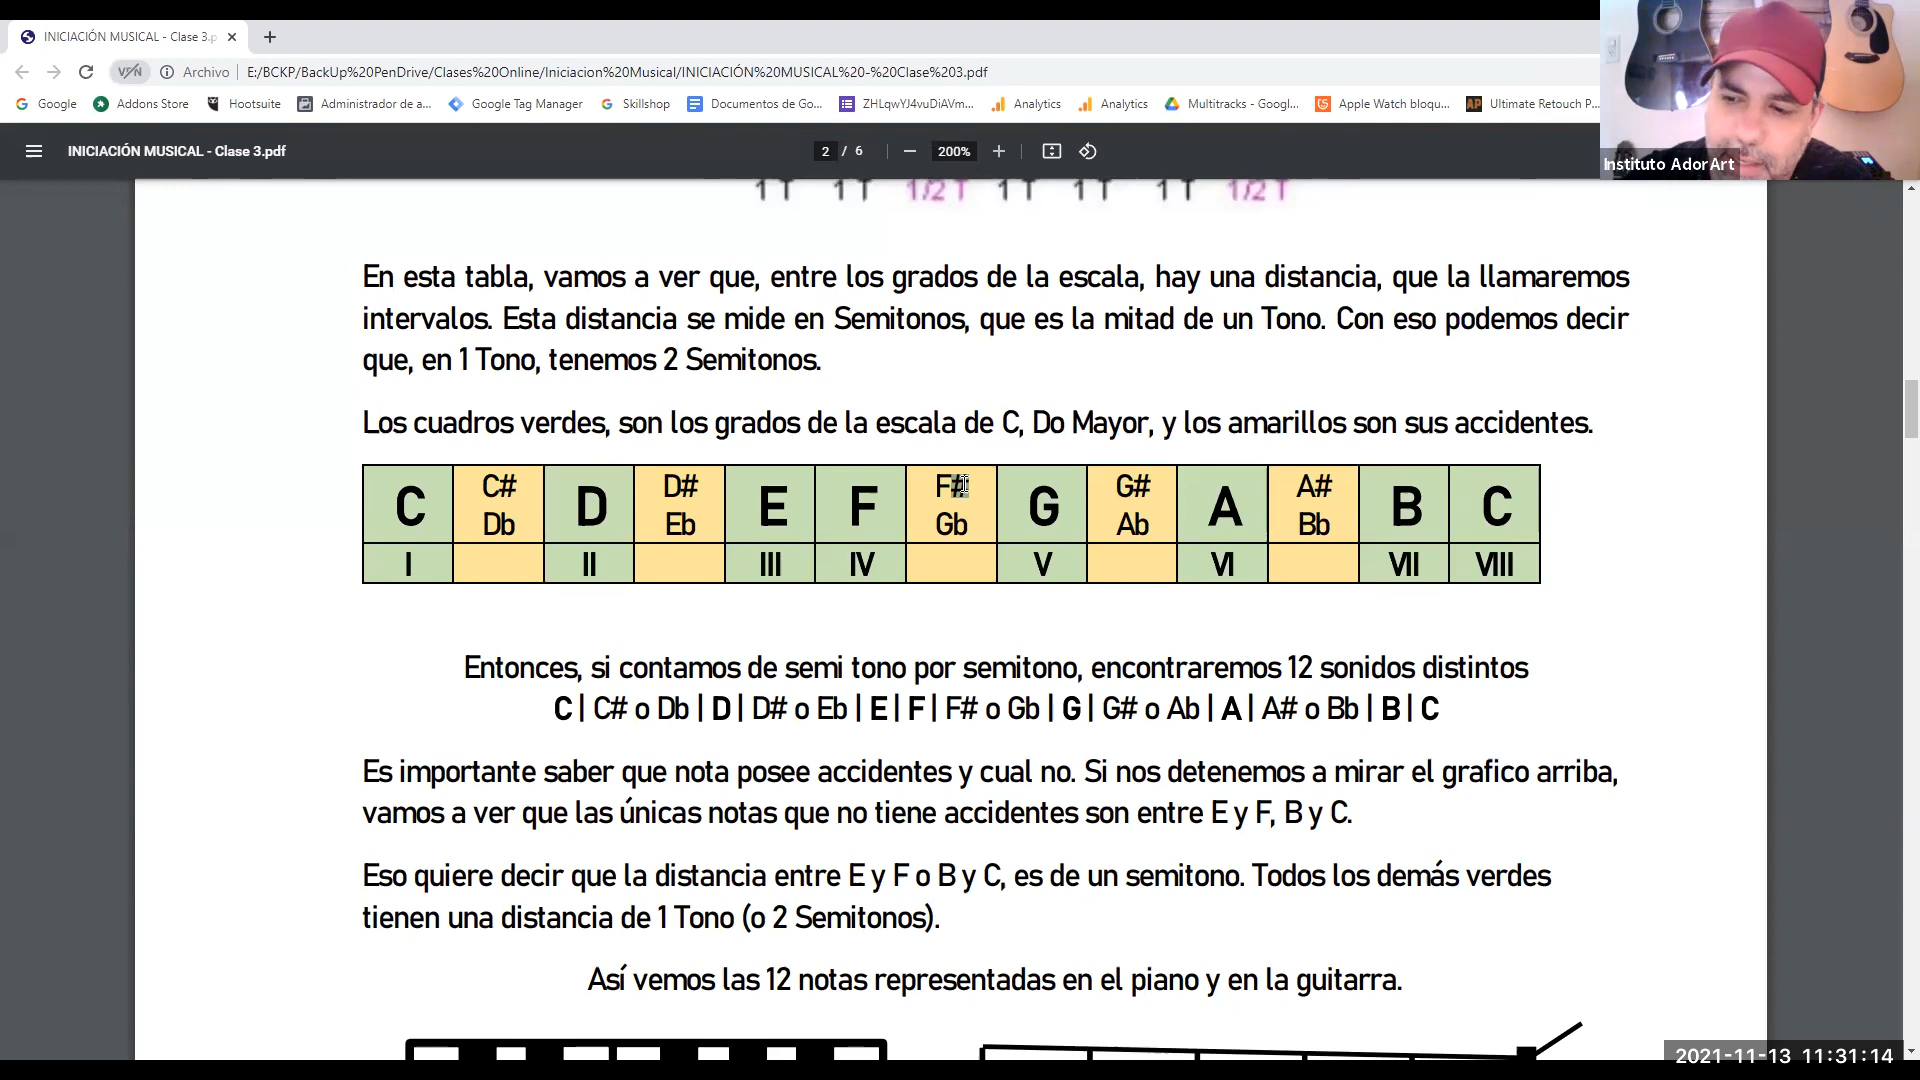 INICIACIÓN MUSICAL - Clase 3.p
Archivo E:/BCKP/BackUp%20PenDrive/Clases%20Online/Iniciacion%20Musical/INICIACIÓN%20MUSICAL%20-%20Clase%203.pdf
Google Addons Store Hootsuite Administrador de a... Google Tag Manager Skillshop Documentos de Go... ZHLqwYJ4vuDiAVm... Analytics Analytics Multitracks - Googl... Apple Watch bloqu... Ultimate Retouch P...
INICIACIÓN MUSICAL - Clase 3.pdf 2 / 6 200%
Instituto AdorArt
1 T 1 T 1/2 T 1 T 1 T 1 T 1/2 T
En esta tabla, vamos a ver que, entre los grados de la escala, hay una distancia, que la llamaremos
intervalos. Esta distancia se mide en Semitonos, que es la mitad de un Tono. Con eso podemos decir
que, en 1 Tono, tenemos 2 Semitonos.
Los cuadros verdes, son los grados de la escala de C, Do Mayor, y los amarillos son sus accidentes.
C C# Db D D# Eb E F F# Gb G G# Ab A A# Bb B C
I II III IV V VI VII VIII
Entonces, si contamos de semi tono por semitono, encontraremos 12 sonidos distintos
C | C# o Db | D | D# o Eb | E | F | F# o Gb | G | G# o Ab | A | A# o Bb | B | C
Es importante saber que nota posee accidentes y cual no. Si nos detenemos a mirar el grafico arriba,
vamos a ver que las únicas notas que no tiene accidentes son entre E y F, B y C.
Eso quiere decir que la distancia entre E y F o B y C, es de un semitono. Todos los demás verdes
tienen una distancia de 1 Tono (o 2 Semitonos).
Así vemos las 12 notas representadas en el piano y en la guitarra.
2021-11-13 11:31:14